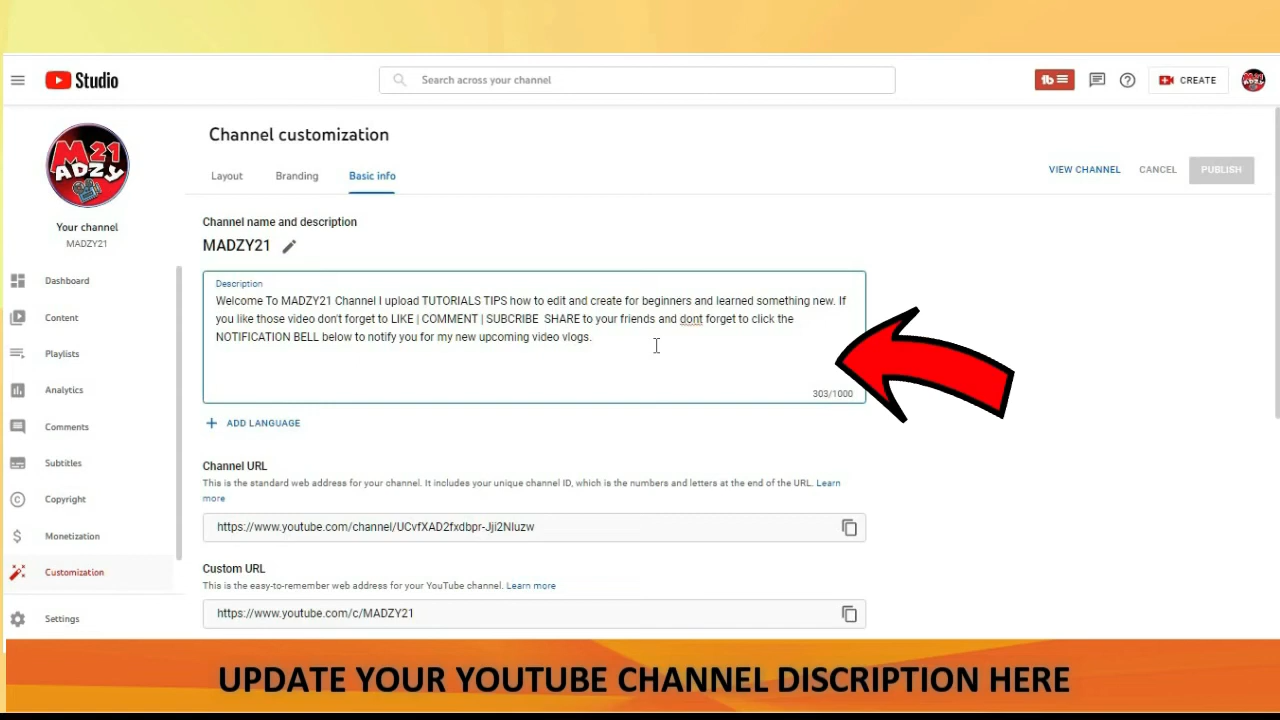 Studio
Search across your channel
CREATE
M 21
ADZY
Your channel
MADZY21
Dashboard
Content
Playlists
Analytics
Comments
Subtitles
Copyright
Monetization
Customization
Settings
Channel customization
Layout Branding Basic info
VIEW CHANNEL CANCEL PUBLISH
Channel name and description
MADZY21
Description
Welcome To MADZY21 Channel I upload TUTORIALS TIPS how to edit and create for beginners and learned something new. If
you like those video don't forget to LIKE | COMMENT | SUBCRIBE SHARE to your friends and dont forget to click the
NOTIFICATION BELL below to notify you for my new upcoming video vlogs.
303/1000
ADD LANGUAGE
Channel URL
This is the standard web address for your channel. It includes your unique channel ID, which is the numbers and letters at the end of the URL. Learn
more
https://www.youtube.com/channel/UCvfXAD2fxdbpr-Jji2NIuzw
Custom URL
This is the easy-to-remember web address for your YouTube channel. Learn more
https://www.youtube.com/c/MADZY21
UPDATE YOUR YOUTUBE CHANNEL DISCRIPTION HERE